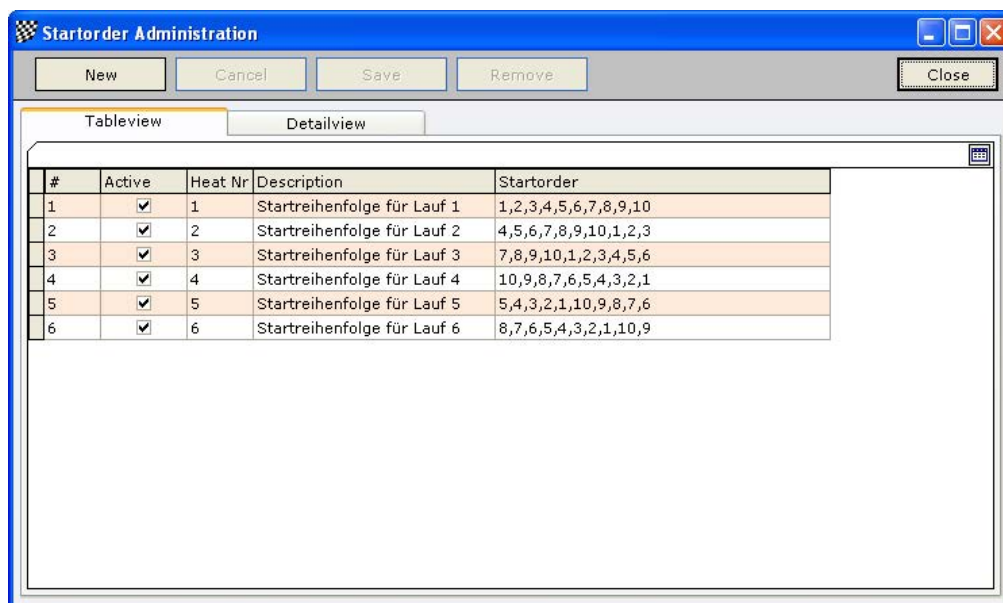 Startorder Administration
New Cancel Save Remove Close
Tableview Detailview
# Active Heat Nr Description Startorder
1 1 Startreihenfolge für Lauf 1 1,2,3,4,5,6,7,8,9,10
2 2 Startreihenfolge für Lauf 2 4,5,6,7,8,9,10,1,2,3
3 3 Startreihenfolge für Lauf 3 7,8,9,10,1,2,3,4,5,6
4 4 Startreihenfolge für Lauf 4 10,9,8,7,6,5,4,3,2,1
5 5 Startreihenfolge für Lauf 5 5,4,3,2,1,10,9,8,7,6
6 6 Startreihenfolge für Lauf 6 8,7,6,5,4,3,2,1,10,9